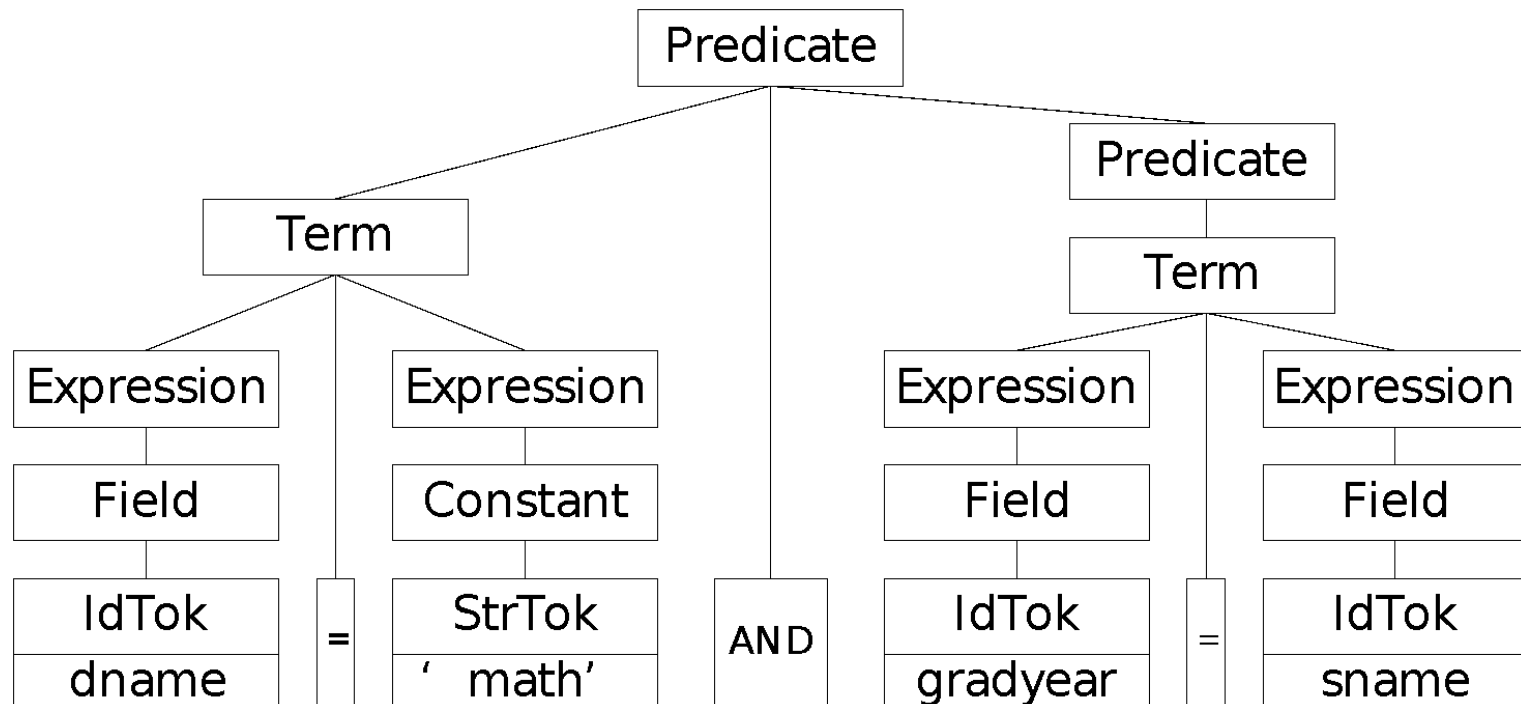 Predicate
Predicate
Term
Term
Expression Expression Expression Expression
Field Constant Field Field
IdTok StrTok IdTok IdTok
= AND =
dname ‘ math’ gradyear sname